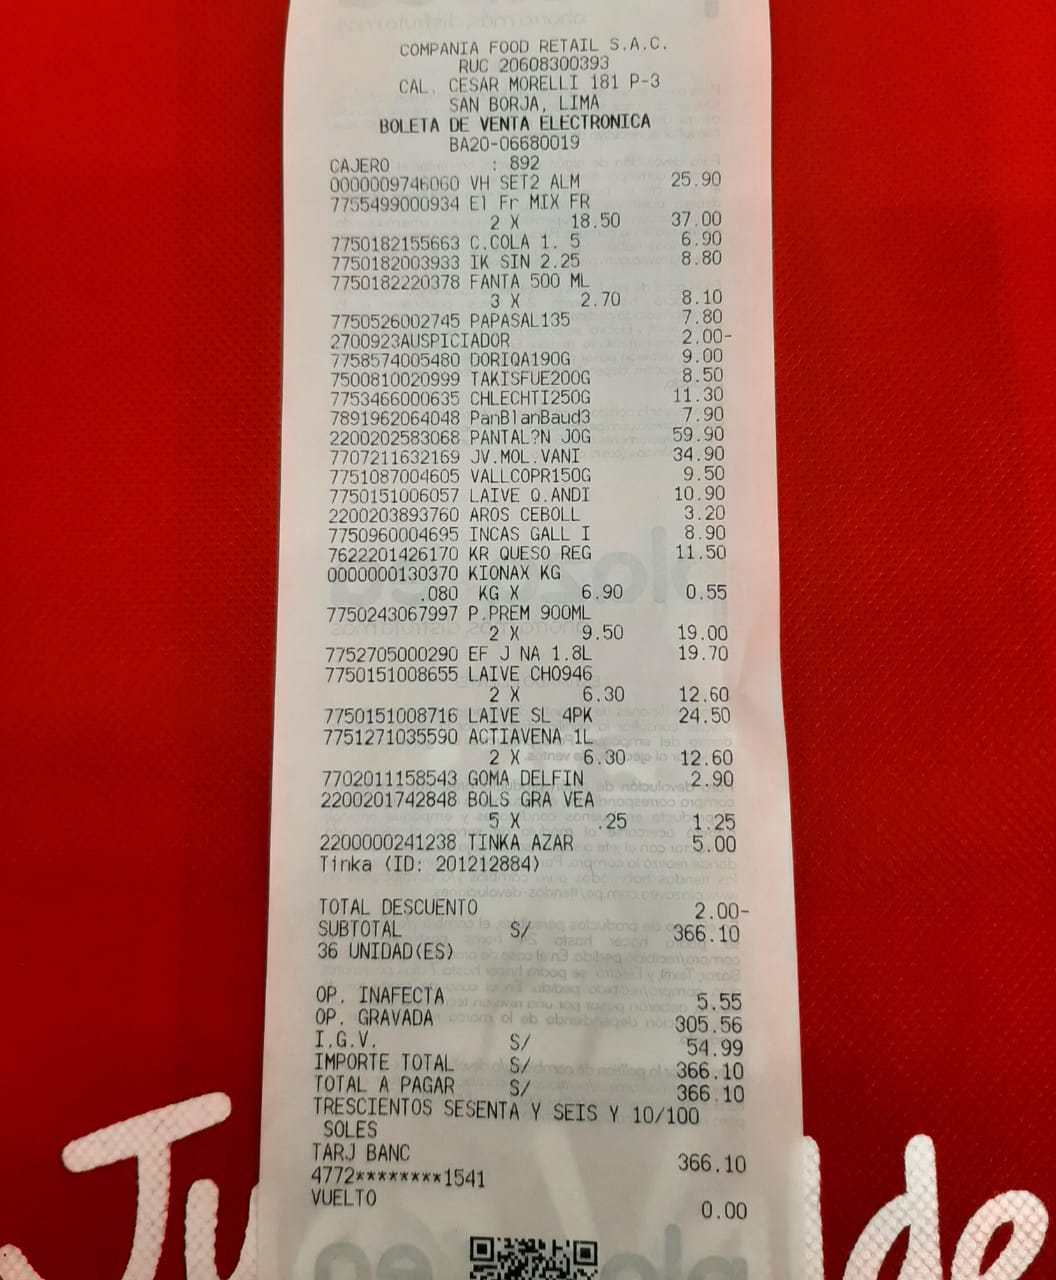 COMPANIA FOOD RETAIL S.A.C.
RUC 20608300393
CAL. CESAR MORELLI 181 P-3
SAN BORJA, LIMA
BOLETA DE VENTA ELECTRONICA
BA20-06680019
CAJERO : 892
0000009746060 VH SET2 ALM 25.90
7755499000934 El Fr MIX FR
2 X 18.50 37.00
7750182155663 C.COLA 1. 5 6.90
7750182003933 IK SIN 2.25 8.80
7750182220378 FANTA 500 ML
3 X 2.70 8.10
7750526002745 PAPASAL135 7.80
2700923AUSPICIADOR 2.00-
7758574005480 DORIQA190G 9.00
7500810020999 TAKISFUE200G 8.50
7753466000635 CHLECHTI250G 11.30
7891962064048 PanBlanBaud3 7.90
2200202583068 PANTAL?N JOG 59.90
7707211632169 JV.MOL.VANI 34.90
7751087004605 VALLCOPR150G 9.50
7750151006057 LAIVE Q.ANDI 10.90
2200203893760 AROS CEBOLL 3.20
7750960004695 INCAS GALL I 8.90
7622201426170 KR QUESO REG 11.50
0000000130370 KIONAX KG
.080 KG X 6.90 0.55
7750243067997 P.PREM 900ML
2 X 9.50 19.00
7752705000290 EF J NA 1.8L 19.70
7750151008655 LAIVE CHO946
2 X 6.30 12.60
7750151008716 LAIVE SL 4PK 24.50
7751271035590 ACTIAVENA 1L
2 X 6.30 12.60
7702011158543 GOMA DELFIN 2.90
2200201742848 BOLS GRA VEA
5 X .25 1.25
2200000241238 TINKA AZAR 5.00
Tinka (ID: 201212884)
TOTAL DESCUENTO 2.00-
SUBTOTAL S/ 366.10
36 UNIDAD(ES)
OP. INAFECTA 5.55
OP. GRAVADA 305.56
I.G.V. S/ 54.99
IMPORTE TOTAL S/ 366.10
TOTAL A PAGAR S/ 366.10
TRESCIENTOS SESENTA Y SEIS Y 10/100
SOLES
TARJ BANC 366.10
4772********1541
VUELTO 0.00